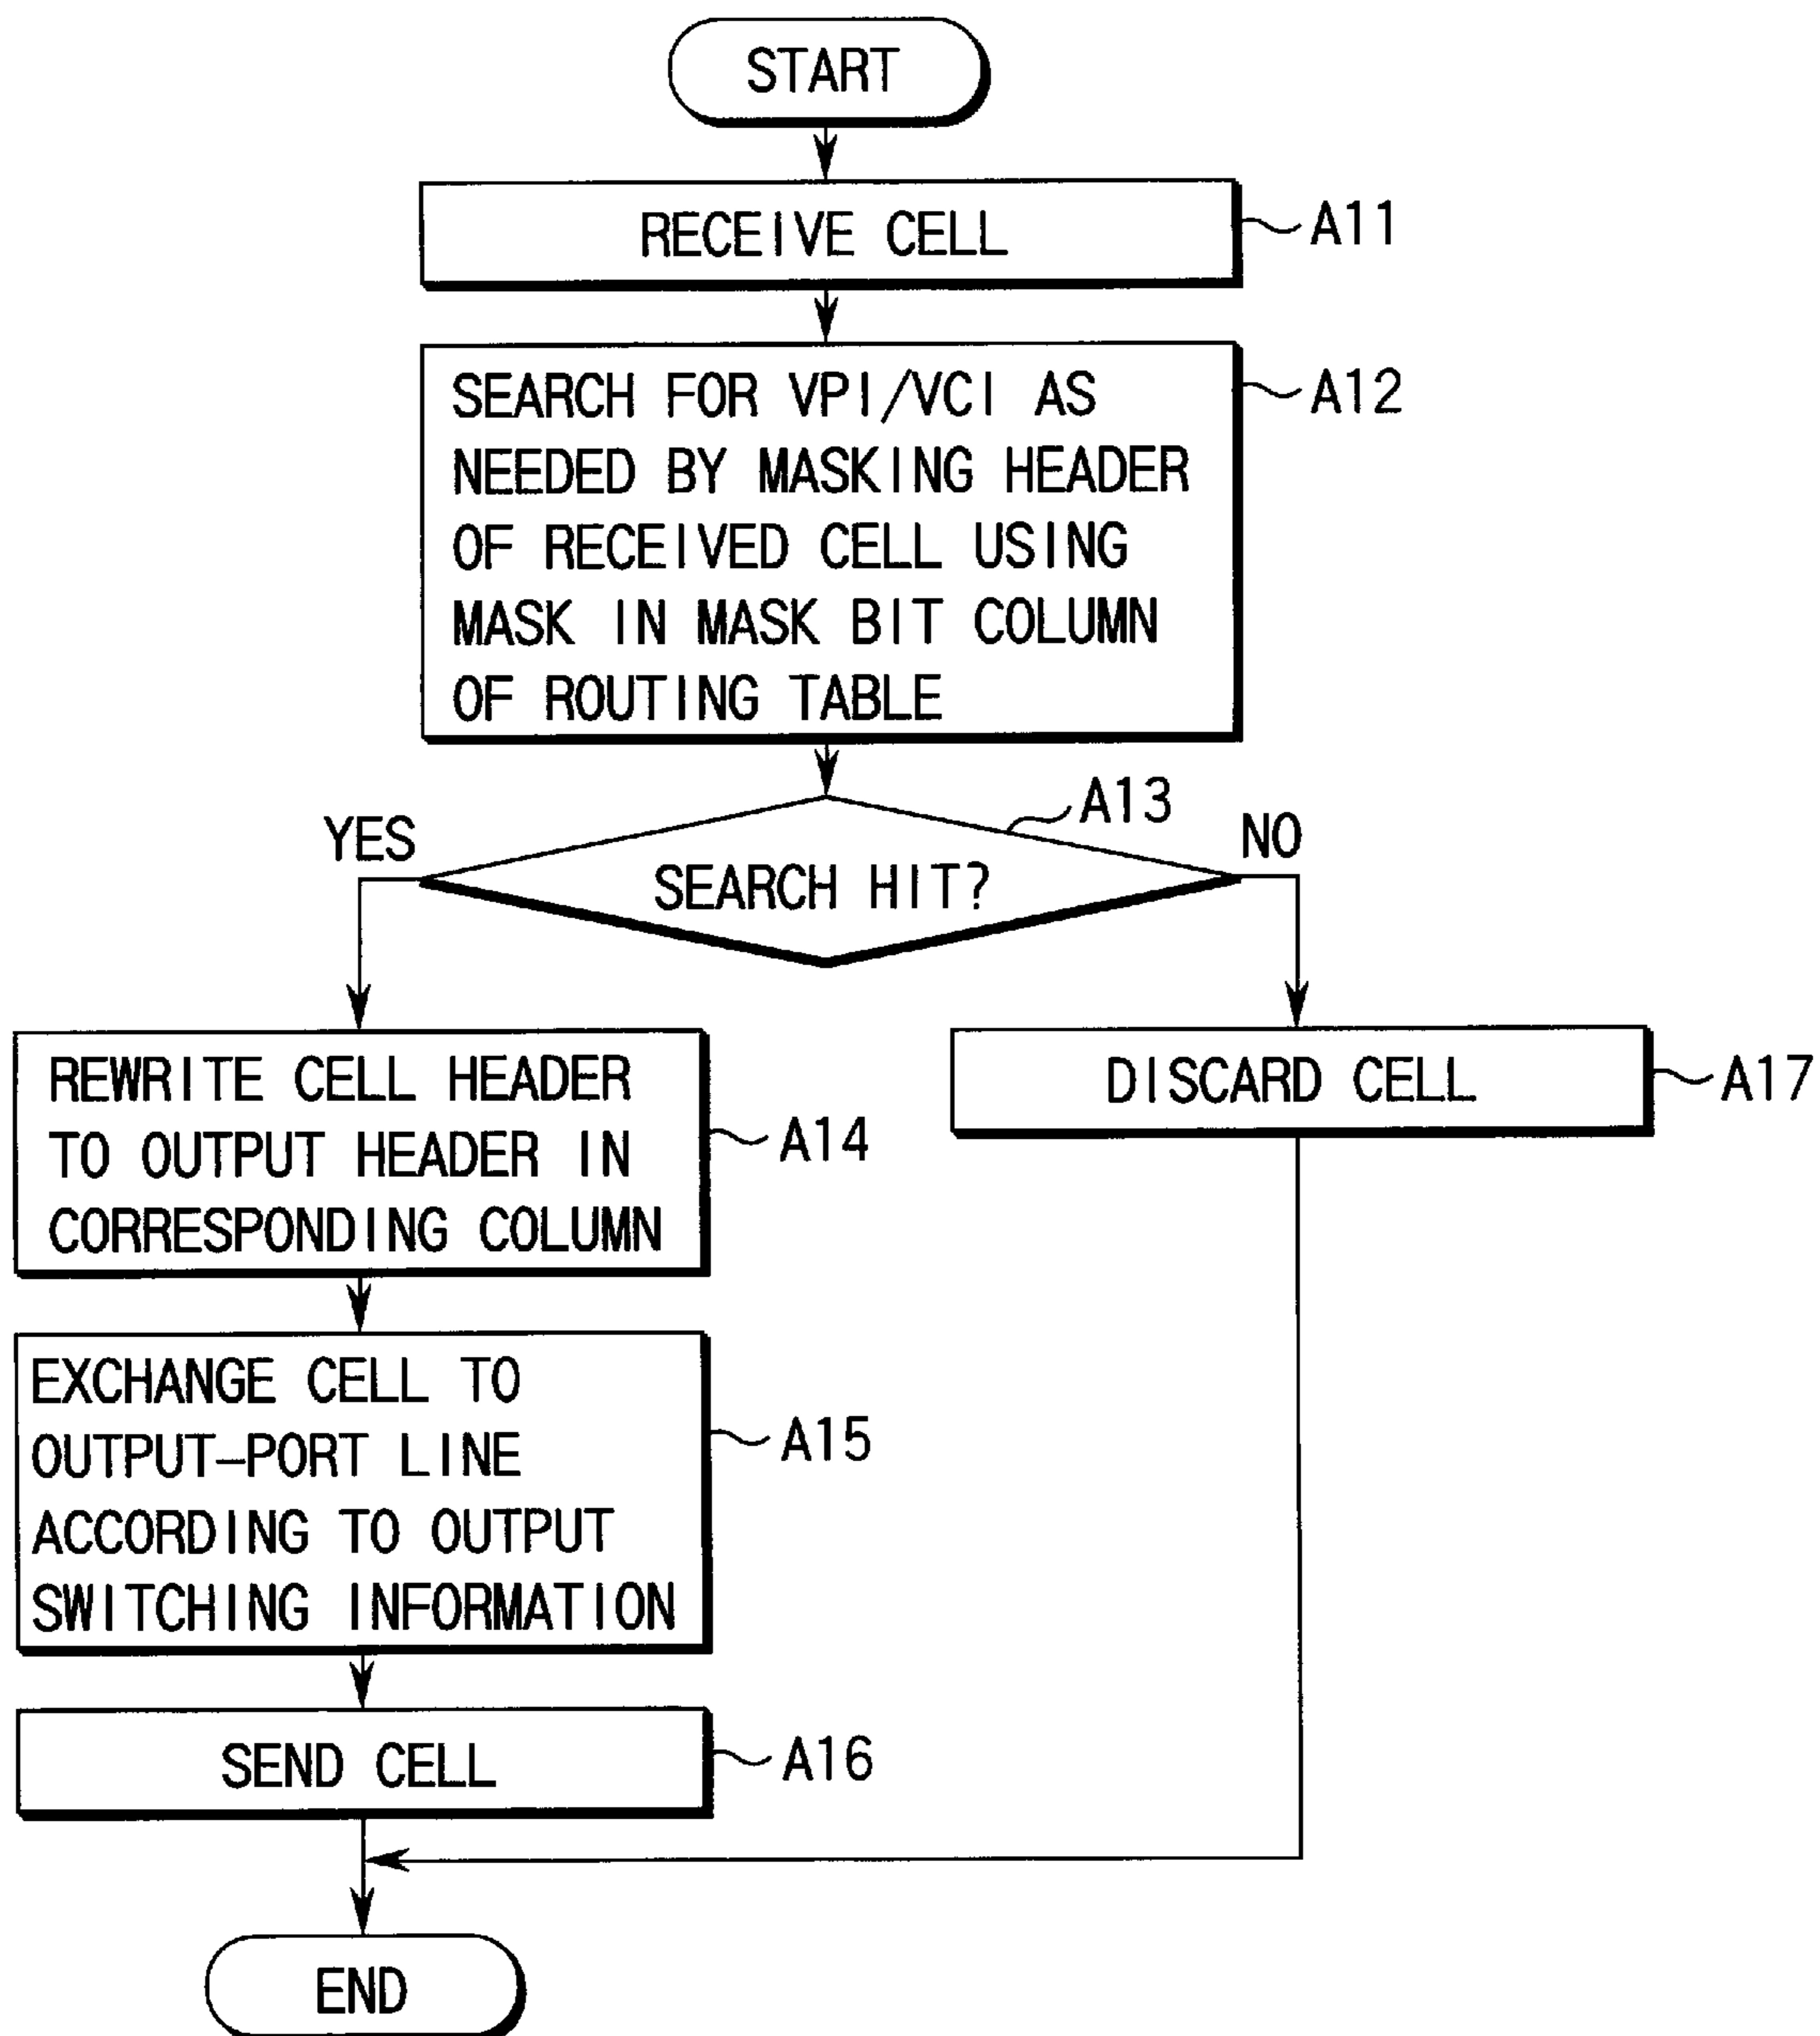 START
RECEIVE CELL
A11
SEARCH FOR VPI/VCI AS
NEEDED BY MASKING HEADER
OF RECEIVED CELL USING
MASK IN MASK BIT COLUMN
OF ROUTING TABLE
A12
A13
YES
NO
SEARCH HIT?
REWRITE CELL HEADER
TO OUTPUT HEADER IN
CORRESPONDING COLUMN
A14
DISCARD CELL
A17
EXCHANGE CELL TO
OUTPUT-PORT LINE
ACCORDING TO OUTPUT
SWITCHING INFORMATION
A15
SEND CELL
A16
END